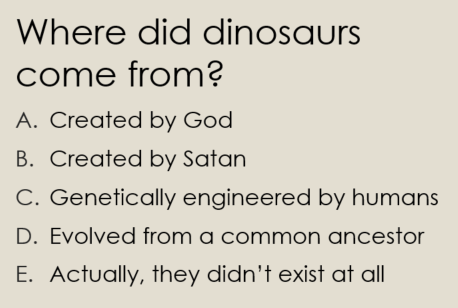 Where did dinosaurs
come from?
A. Created by God
B. Created by Satan
C. Genetically engineered by humans
D. Evolved from a common ancestor
E. Actually, they didn’t exist at all